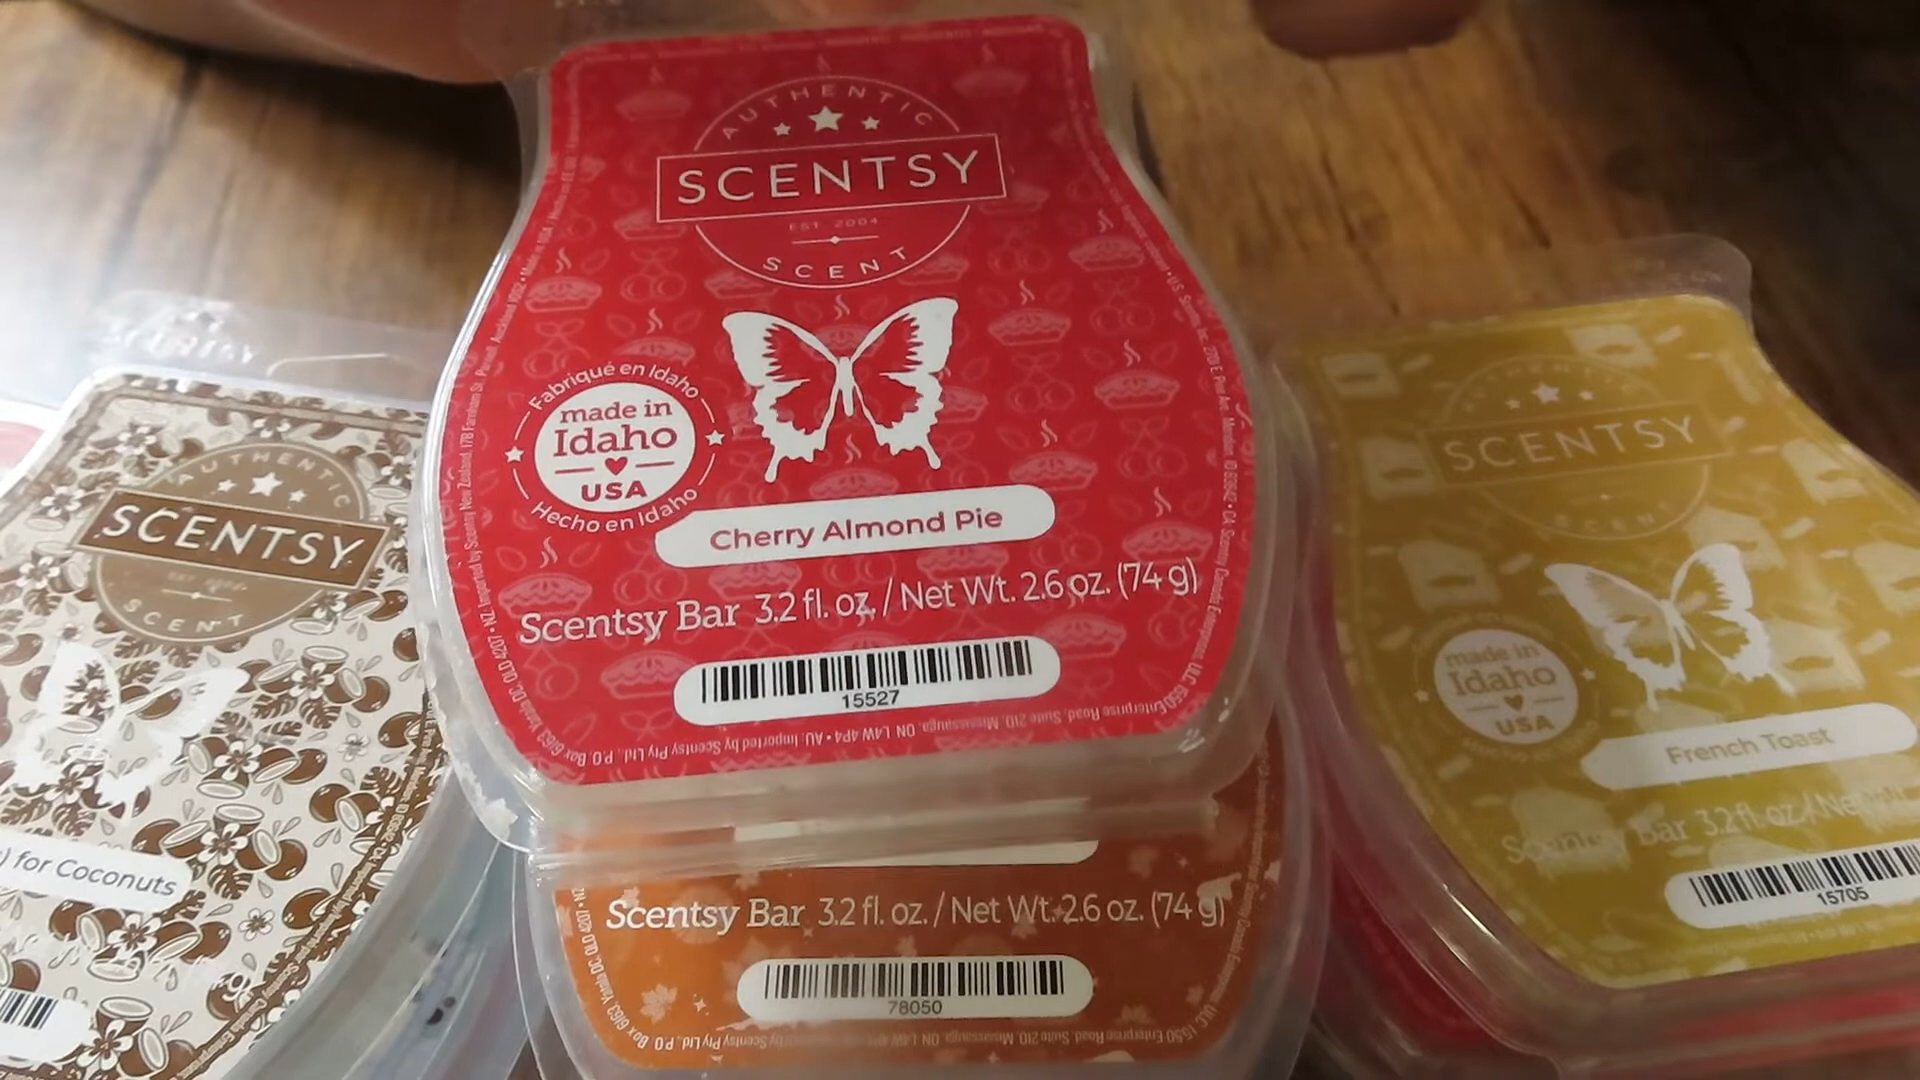 AUTHENTIC
SCENTSY
EST 2004
SCENT
Fabriqué en Idaho
made in
Idaho
USA
Hecho en Idaho
Cherry Almond Pie
Scentsy Bar 3.2 fl. oz. / Net Wt. 2.6 oz. (74 g)
15527
AUTHENTIC
SCENTSY
SCENT
) for Coconuts
Scentsy Bar 3.2 fl. oz. / Net Wt. 2.6 oz. (74 g)
78050
AUTHENTIC
SCENTSY
SCENT
made in
Idaho
USA
French Toast
Scentsy Bar 3.2 fl. oz. / Net
15705